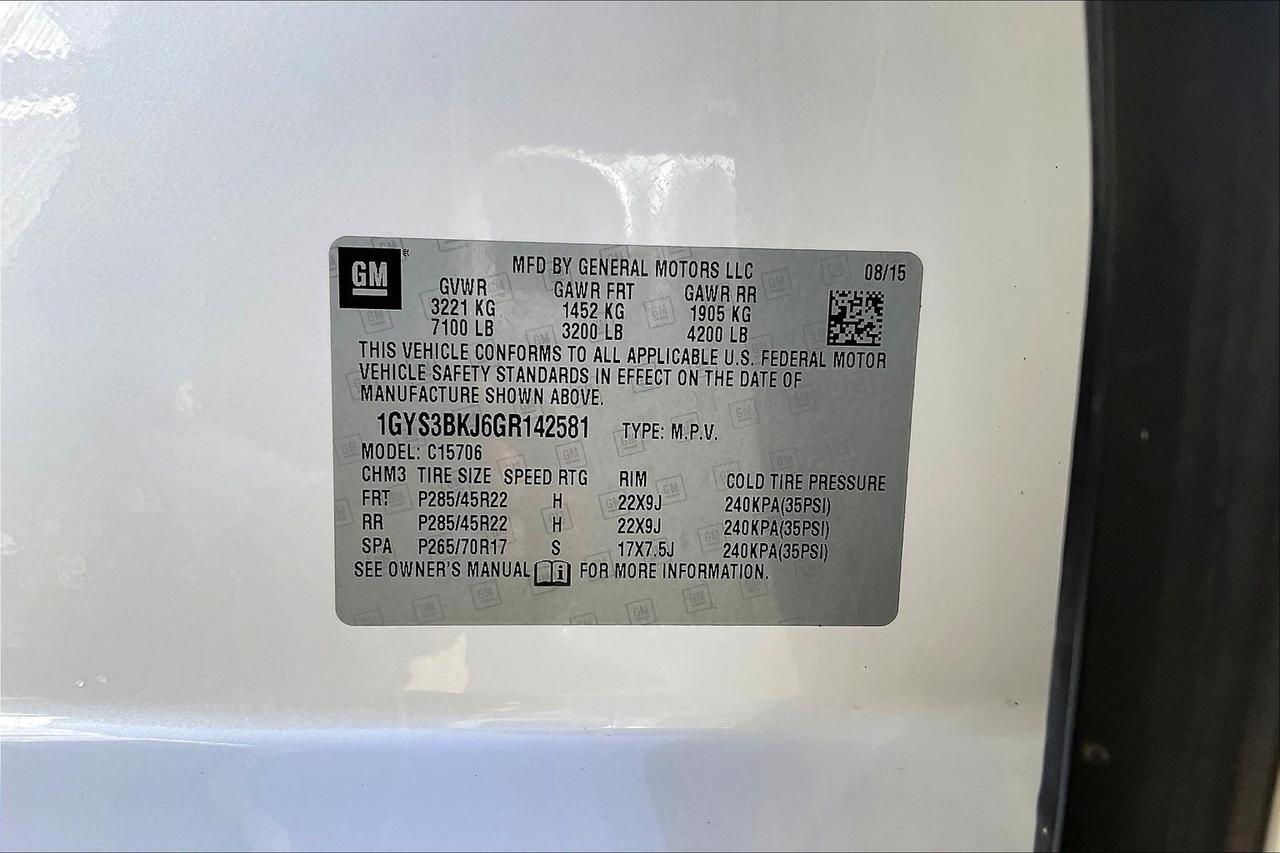 GM ®
MFD BY GENERAL MOTORS LLC 08/15
GVWR GAWR FRT GAWR RR
3221 KG 1452 KG 1905 KG
7100 LB 3200 LB 4200 LB
THIS VEHICLE CONFORMS TO ALL APPLICABLE U.S. FEDERAL MOTOR
VEHICLE SAFETY STANDARDS IN EFFECT ON THE DATE OF
MANUFACTURE SHOWN ABOVE.
1GYS3BKJ6GR142581 TYPE: M.P.V.
MODEL: C15706
CHM3 TIRE SIZE SPEED RTG RIM COLD TIRE PRESSURE
FRT P285/45R22 H 22X9J 240KPA(35PSI)
RR P285/45R22 H 22X9J 240KPA(35PSI)
SPA P265/70R17 S 17X7.5J 240KPA(35PSI)
SEE OWNER'S MANUAL i FOR MORE INFORMATION.